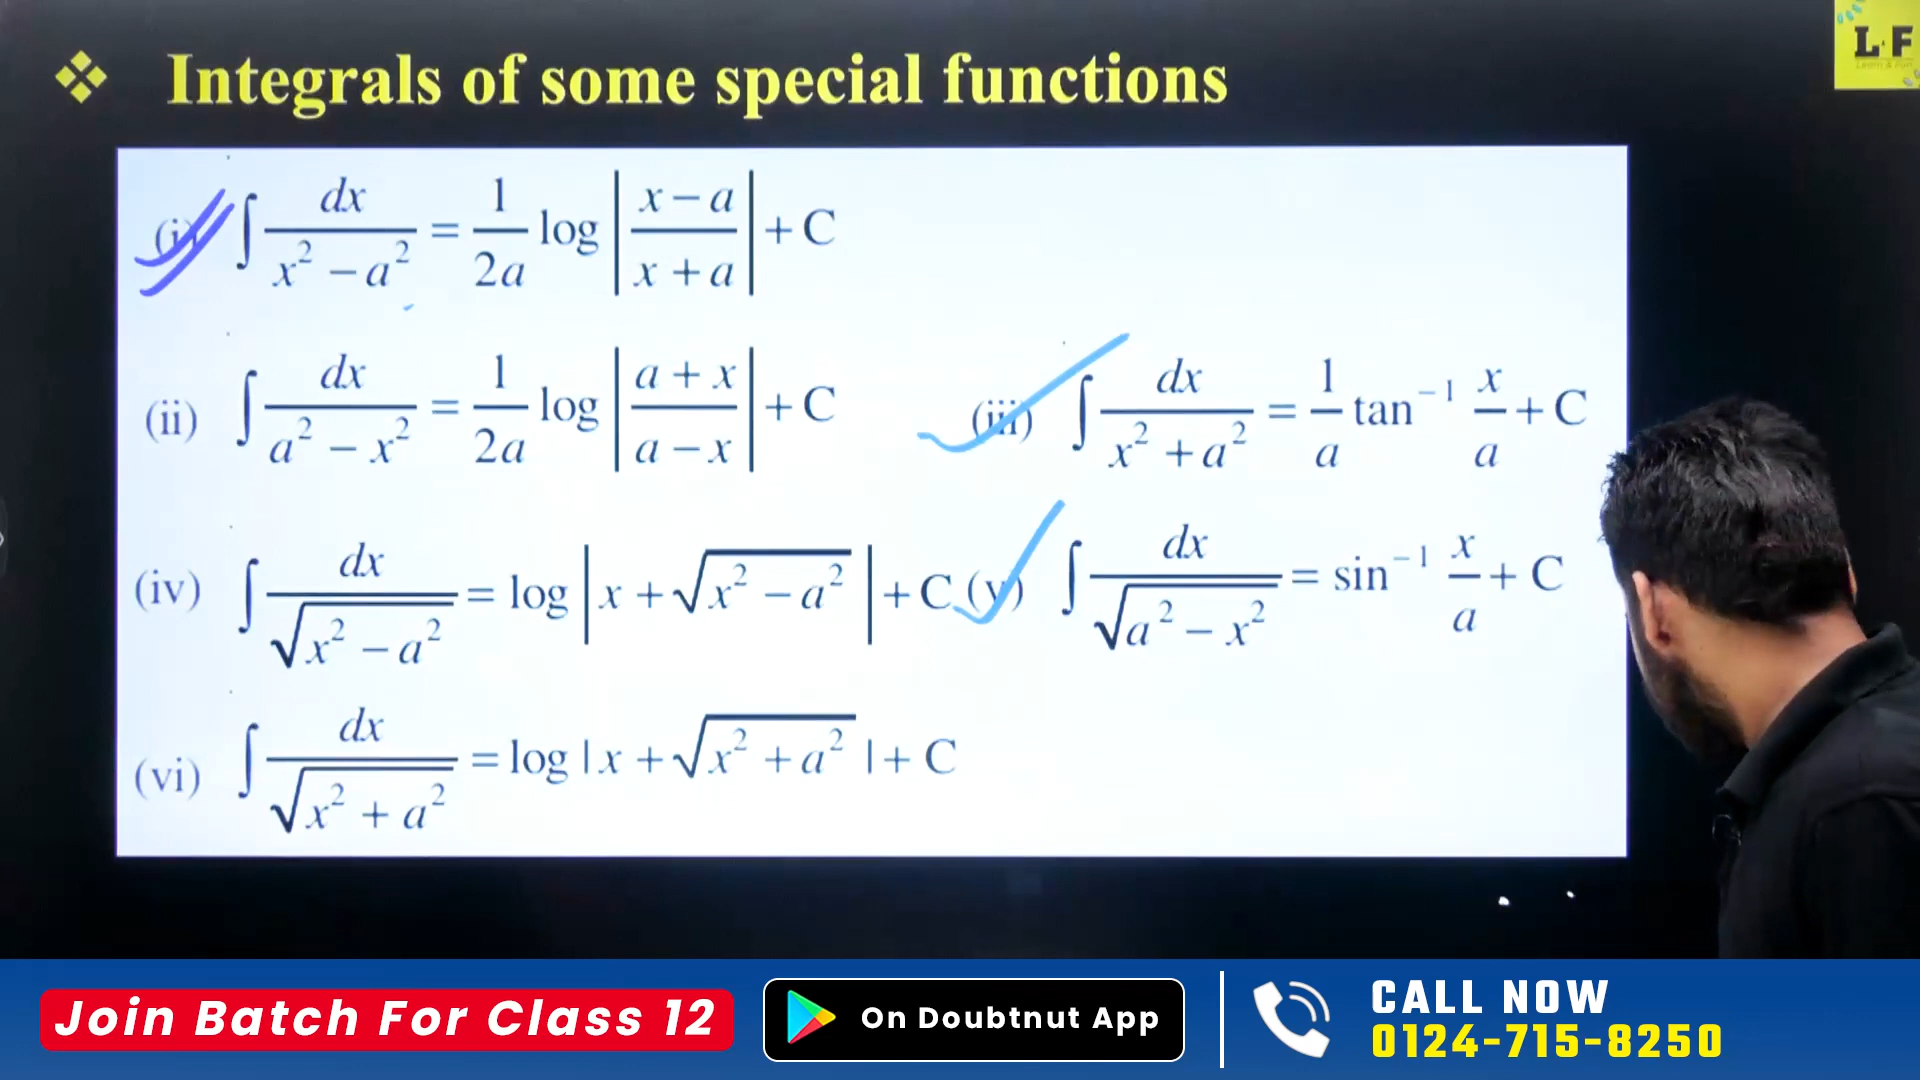 ❖ Integrals of some special functions
L·F
Learn & Fun
(i) ∫ dx / (x² − a²) = 1/2a log |(x − a)/(x + a)| + C
(ii) ∫ dx / (a² − x²) = 1/2a log |(a + x)/(a − x)| + C
(iii) ∫ dx / (x² + a²) = 1/a tan⁻¹ x/a + C
(iv) ∫ dx / √(x² − a²) = log |x + √(x² − a²)| + C
(v) ∫ dx / √(a² − x²) = sin⁻¹ x/a + C
(vi) ∫ dx / √(x² + a²) = log |x + √(x² + a²)| + C
Join Batch For Class 12
On Doubtnut App
CALL NOW
0124-715-8250